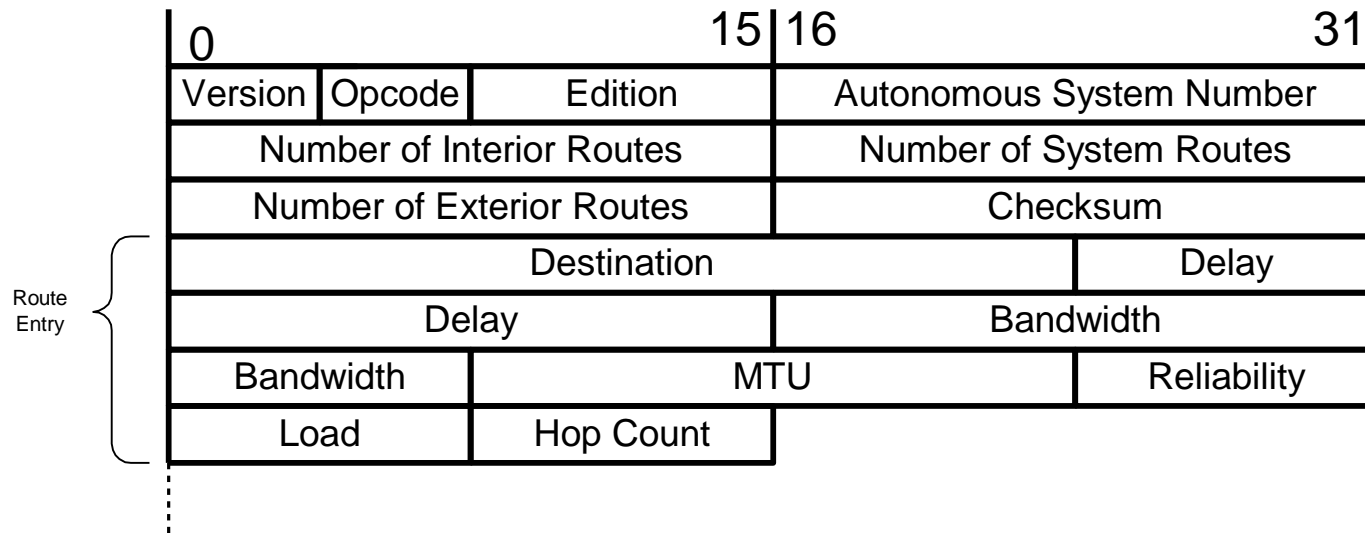 0 15 16 31
Version Opcode Edition Autonomous System Number
Number of Interior Routes Number of System Routes
Number of Exterior Routes Checksum
Destination Delay
Route
Entry
Delay Bandwidth
Bandwidth MTU Reliability
Load Hop Count